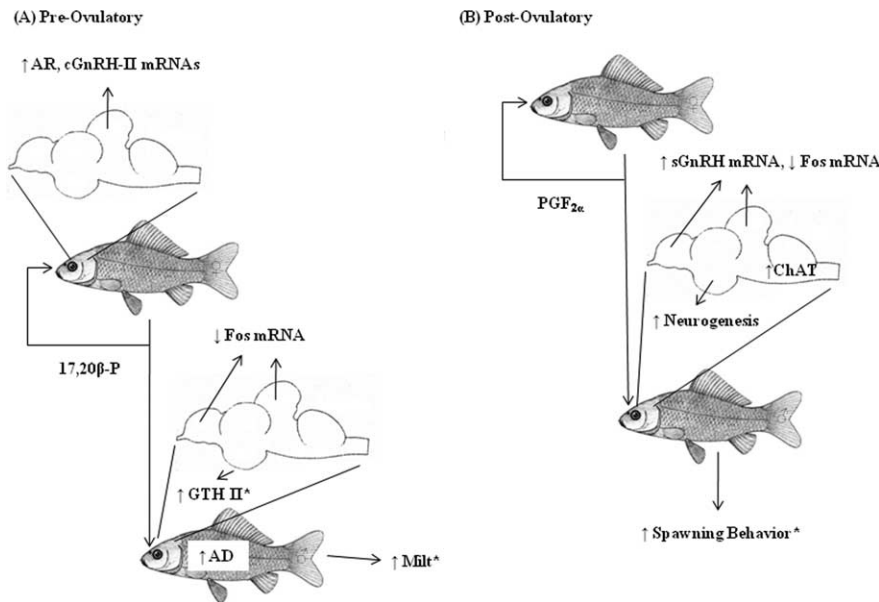 (A) Pre-Ovulatory
↑AR, cGnRH-II mRNAs
17,20β-P
↓Fos mRNA
↑ GTH II*
↑AD
↑ Milt*
(B) Post-Ovulatory
PGF₂α
↑ sGnRH mRNA, ↓ Fos mRNA
↑ChAT
↑ Neurogenesis
↑ Spawning Behavior*